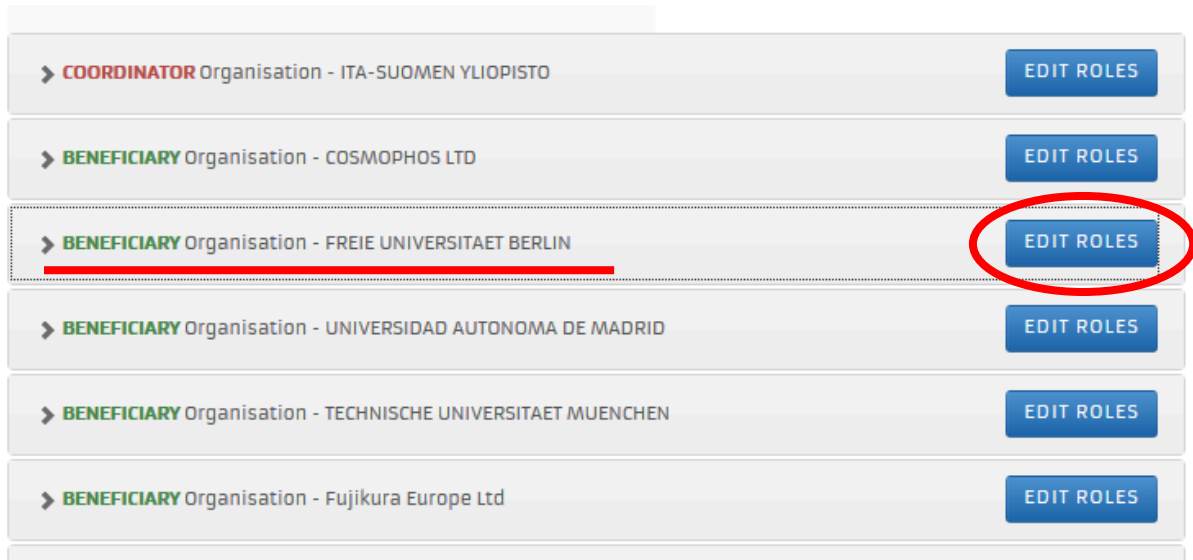 COORDINATOR Organisation - ITA-SUOMEN YLIOPISTO EDIT ROLES
BENEFICIARY Organisation - COSMOPHOS LTD EDIT ROLES
BENEFICIARY Organisation - FREIE UNIVERSITAET BERLIN EDIT ROLES
BENEFICIARY Organisation - UNIVERSIDAD AUTONOMA DE MADRID EDIT ROLES
BENEFICIARY Organisation - TECHNISCHE UNIVERSITAET MUENCHEN EDIT ROLES
BENEFICIARY Organisation - Fujikura Europe Ltd EDIT ROLES